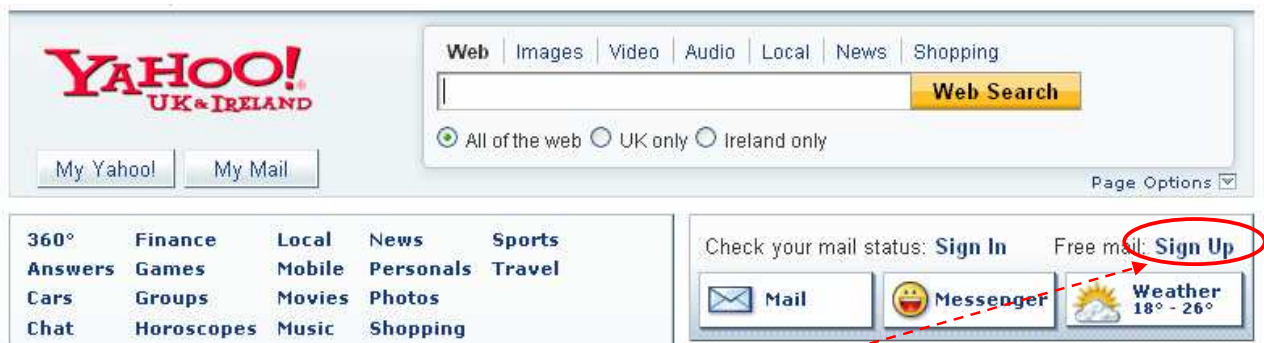 YAHOO!
UK & IRELAND
Web Images Video Audio Local News Shopping
Web Search
All of the web UK only Ireland only
My Yahoo! My Mail
Page Options
360° Finance Local News Sports
Answers Games Mobile Personals Travel
Cars Groups Movies Photos
Chat Horoscopes Music Shopping
Check your mail status: Sign In Free mail: Sign Up
Mail Messenger Weather
18° - 26°